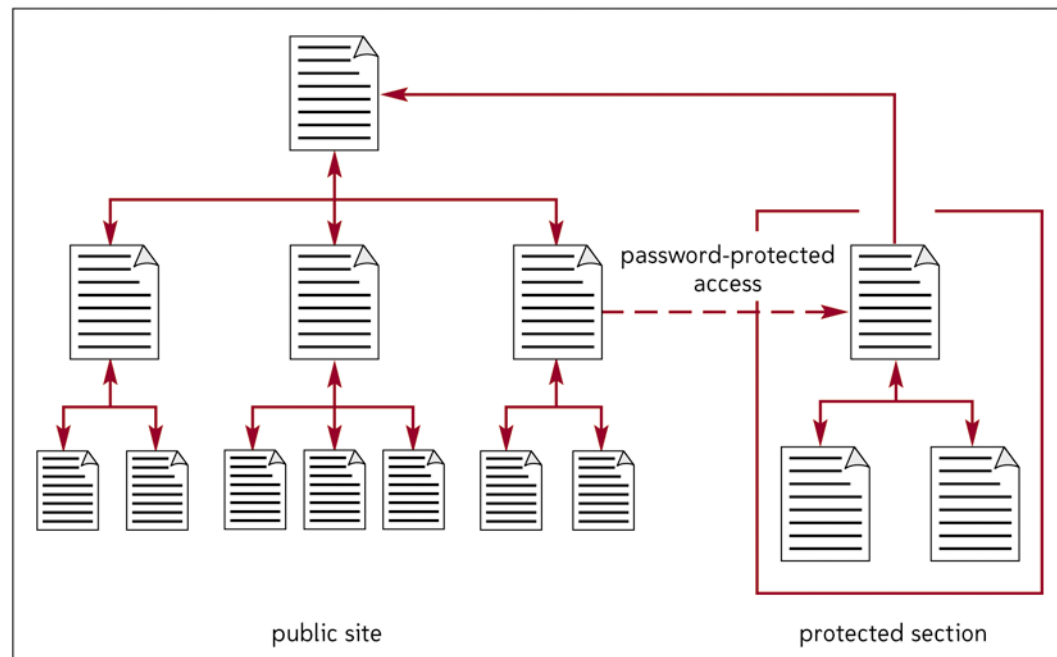 password-protected
access
public site
protected section